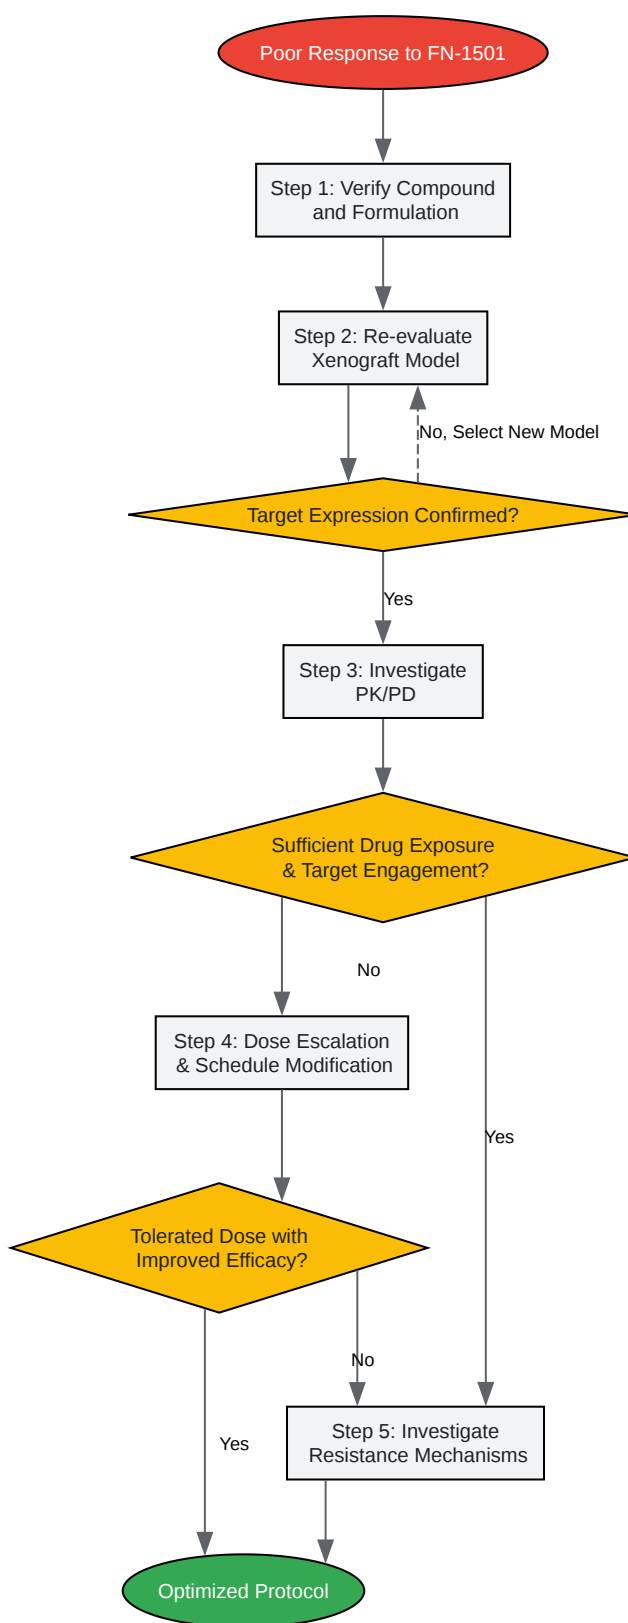 Poor Response to FN-1501
Step 1: Verify Compound
and Formulation
Step 2: Re-evaluate
Xenograft Model
No, Select New Model
Target Expression Confirmed?
Yes
Step 3: Investigate
PK/PD
Sufficient Drug Exposure
& Target Engagement?
No
Step 4: Dose Escalation
& Schedule Modification
Yes
Tolerated Dose with
Improved Efficacy?
No
Step 5: Investigate
Resistance Mechanisms
Yes
Optimized Protocol